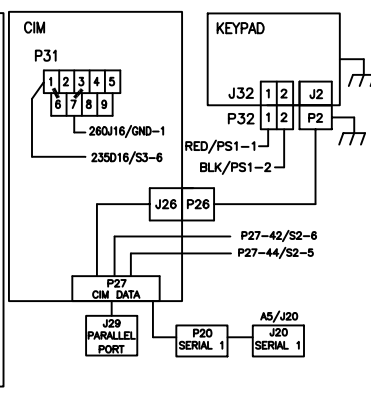 CIM
P31
1 2 3 4 5
6 7 8 9
260J16/GND-1
235D16/S3-6
KEYPAD
J32 1 2 J2
P32 1 2 P2
RED/PS1-1
BLK/PS1-2
J26 P26
P27-42/S2-6
P27-44/S2-5
P27
CIM DATA
J29
PARALLEL
PORT
P20
SERIAL 1
A5/J20
J20
SERIAL 1